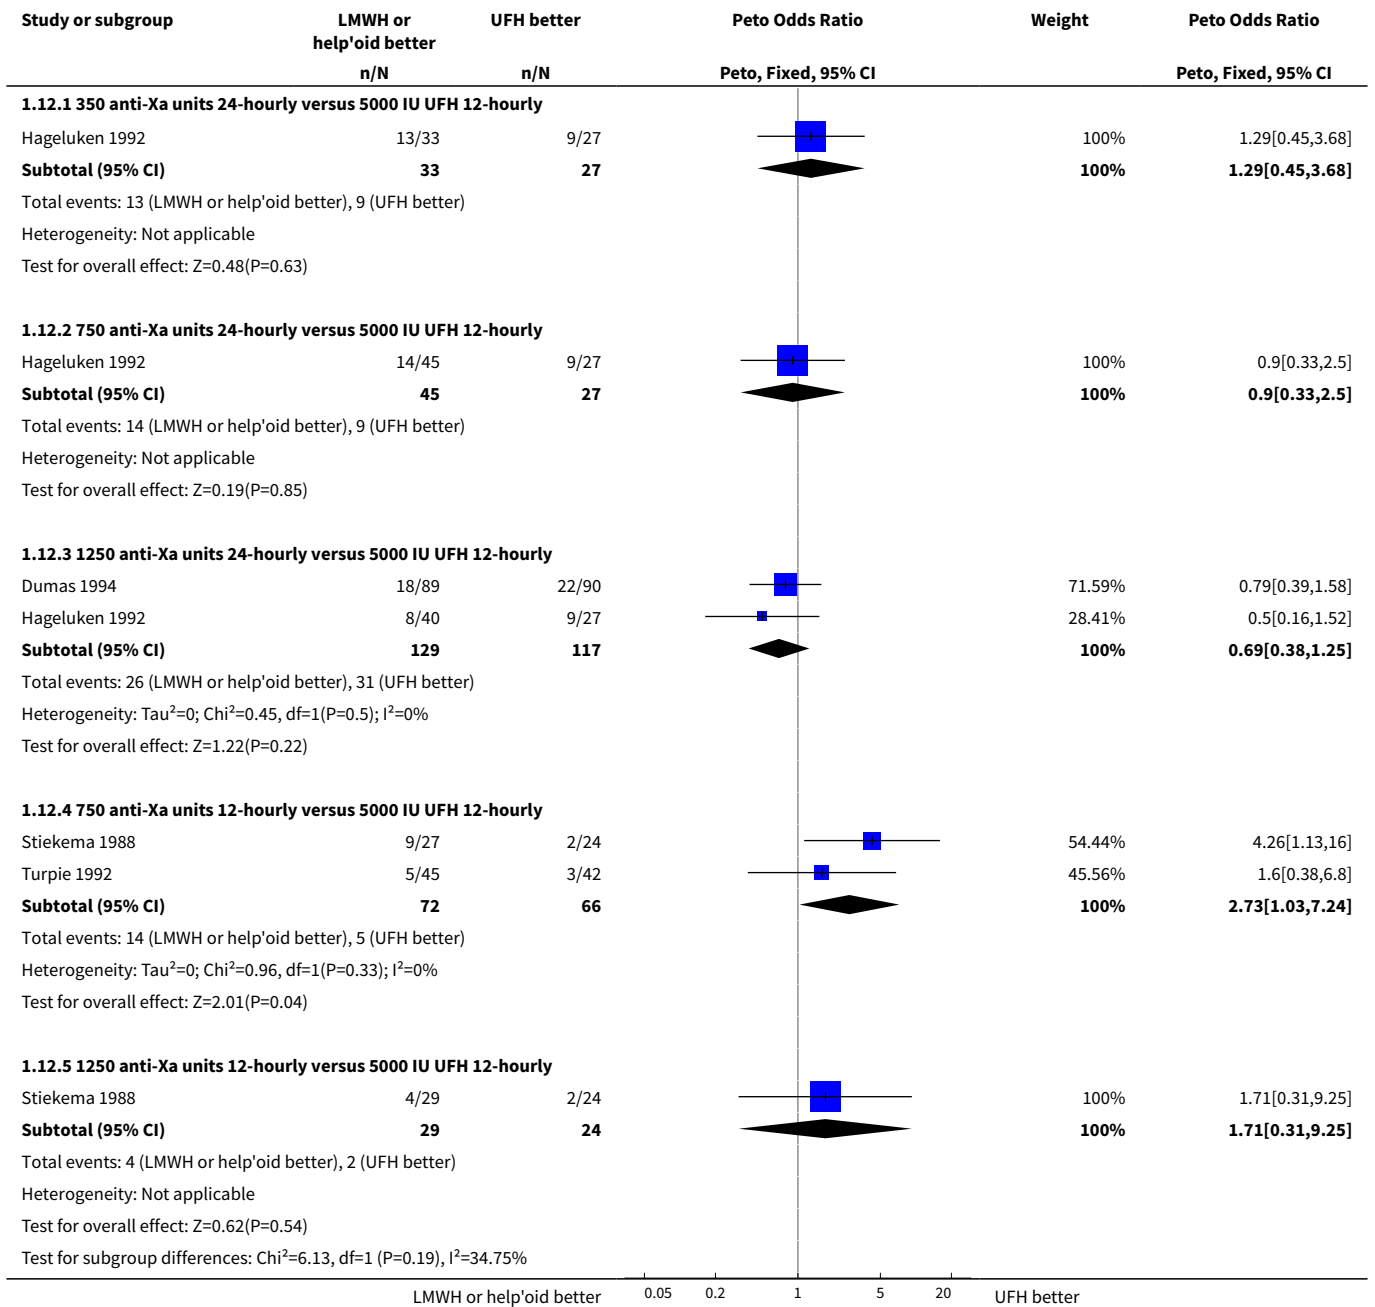 Study or subgroup LMWH or help'oid better UFH better Peto Odds Ratio Weight Peto Odds Ratio
n/N n/N Peto, Fixed, 95% CI Peto, Fixed, 95% CI
1.12.1 350 anti-Xa units 24-hourly versus 5000 IU UFH 12-hourly
Hageluken 1992 13/33 9/27 100% 1.29[0.45,3.68]
Subtotal (95% CI) 33 27 100% 1.29[0.45,3.68]
Total events: 13 (LMWH or help'oid better), 9 (UFH better)
Heterogeneity: Not applicable
Test for overall effect: Z=0.48(P=0.63)
1.12.2 750 anti-Xa units 24-hourly versus 5000 IU UFH 12-hourly
Hageluken 1992 14/45 9/27 100% 0.9[0.33,2.5]
Subtotal (95% CI) 45 27 100% 0.9[0.33,2.5]
Total events: 14 (LMWH or help'oid better), 9 (UFH better)
Heterogeneity: Not applicable
Test for overall effect: Z=0.19(P=0.85)
1.12.3 1250 anti-Xa units 24-hourly versus 5000 IU UFH 12-hourly
Dumas 1994 18/89 22/90 71.59% 0.79[0.39,1.58]
Hageluken 1992 8/40 9/27 28.41% 0.5[0.16,1.52]
Subtotal (95% CI) 129 117 100% 0.69[0.38,1.25]
Total events: 26 (LMWH or help'oid better), 31 (UFH better)
Heterogeneity: Tau²=0; Chi²=0.45, df=1(P=0.5); I²=0%
Test for overall effect: Z=1.22(P=0.22)
1.12.4 750 anti-Xa units 12-hourly versus 5000 IU UFH 12-hourly
Stiekema 1988 9/27 2/24 54.44% 4.26[1.13,16]
Turpie 1992 5/45 3/42 45.56% 1.6[0.38,6.8]
Subtotal (95% CI) 72 66 100% 2.73[1.03,7.24]
Total events: 14 (LMWH or help'oid better), 5 (UFH better)
Heterogeneity: Tau²=0; Chi²=0.96, df=1(P=0.33); I²=0%
Test for overall effect: Z=2.01(P=0.04)
1.12.5 1250 anti-Xa units 12-hourly versus 5000 IU UFH 12-hourly
Stiekema 1988 4/29 2/24 100% 1.71[0.31,9.25]
Subtotal (95% CI) 29 24 100% 1.71[0.31,9.25]
Total events: 4 (LMWH or help'oid better), 2 (UFH better)
Heterogeneity: Not applicable
Test for overall effect: Z=0.62(P=0.54)
Test for subgroup differences: Chi²=6.13, df=1 (P=0.19), I²=34.75%
LMWH or help'oid better 0.05 0.2 1 5 20 UFH better